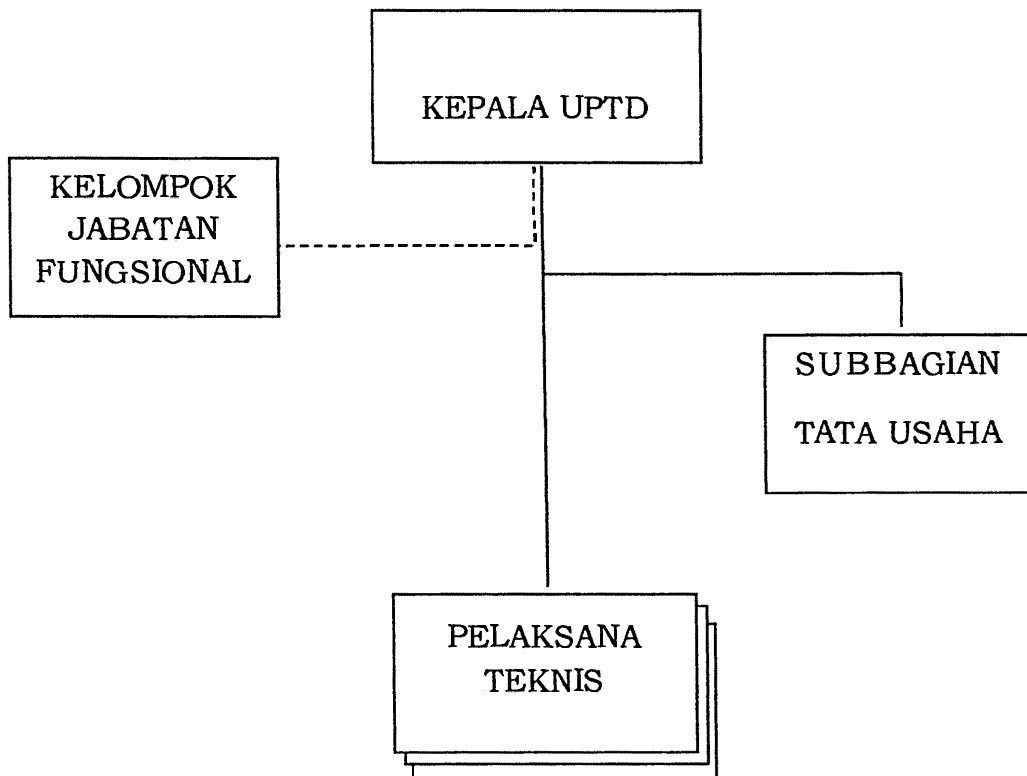 KEPALA UPTD
KELOMPOK
JABATAN
FUNGSIONAL
SUBBAGIAN
TATA USAHA
PELAKSANA
TEKNIS